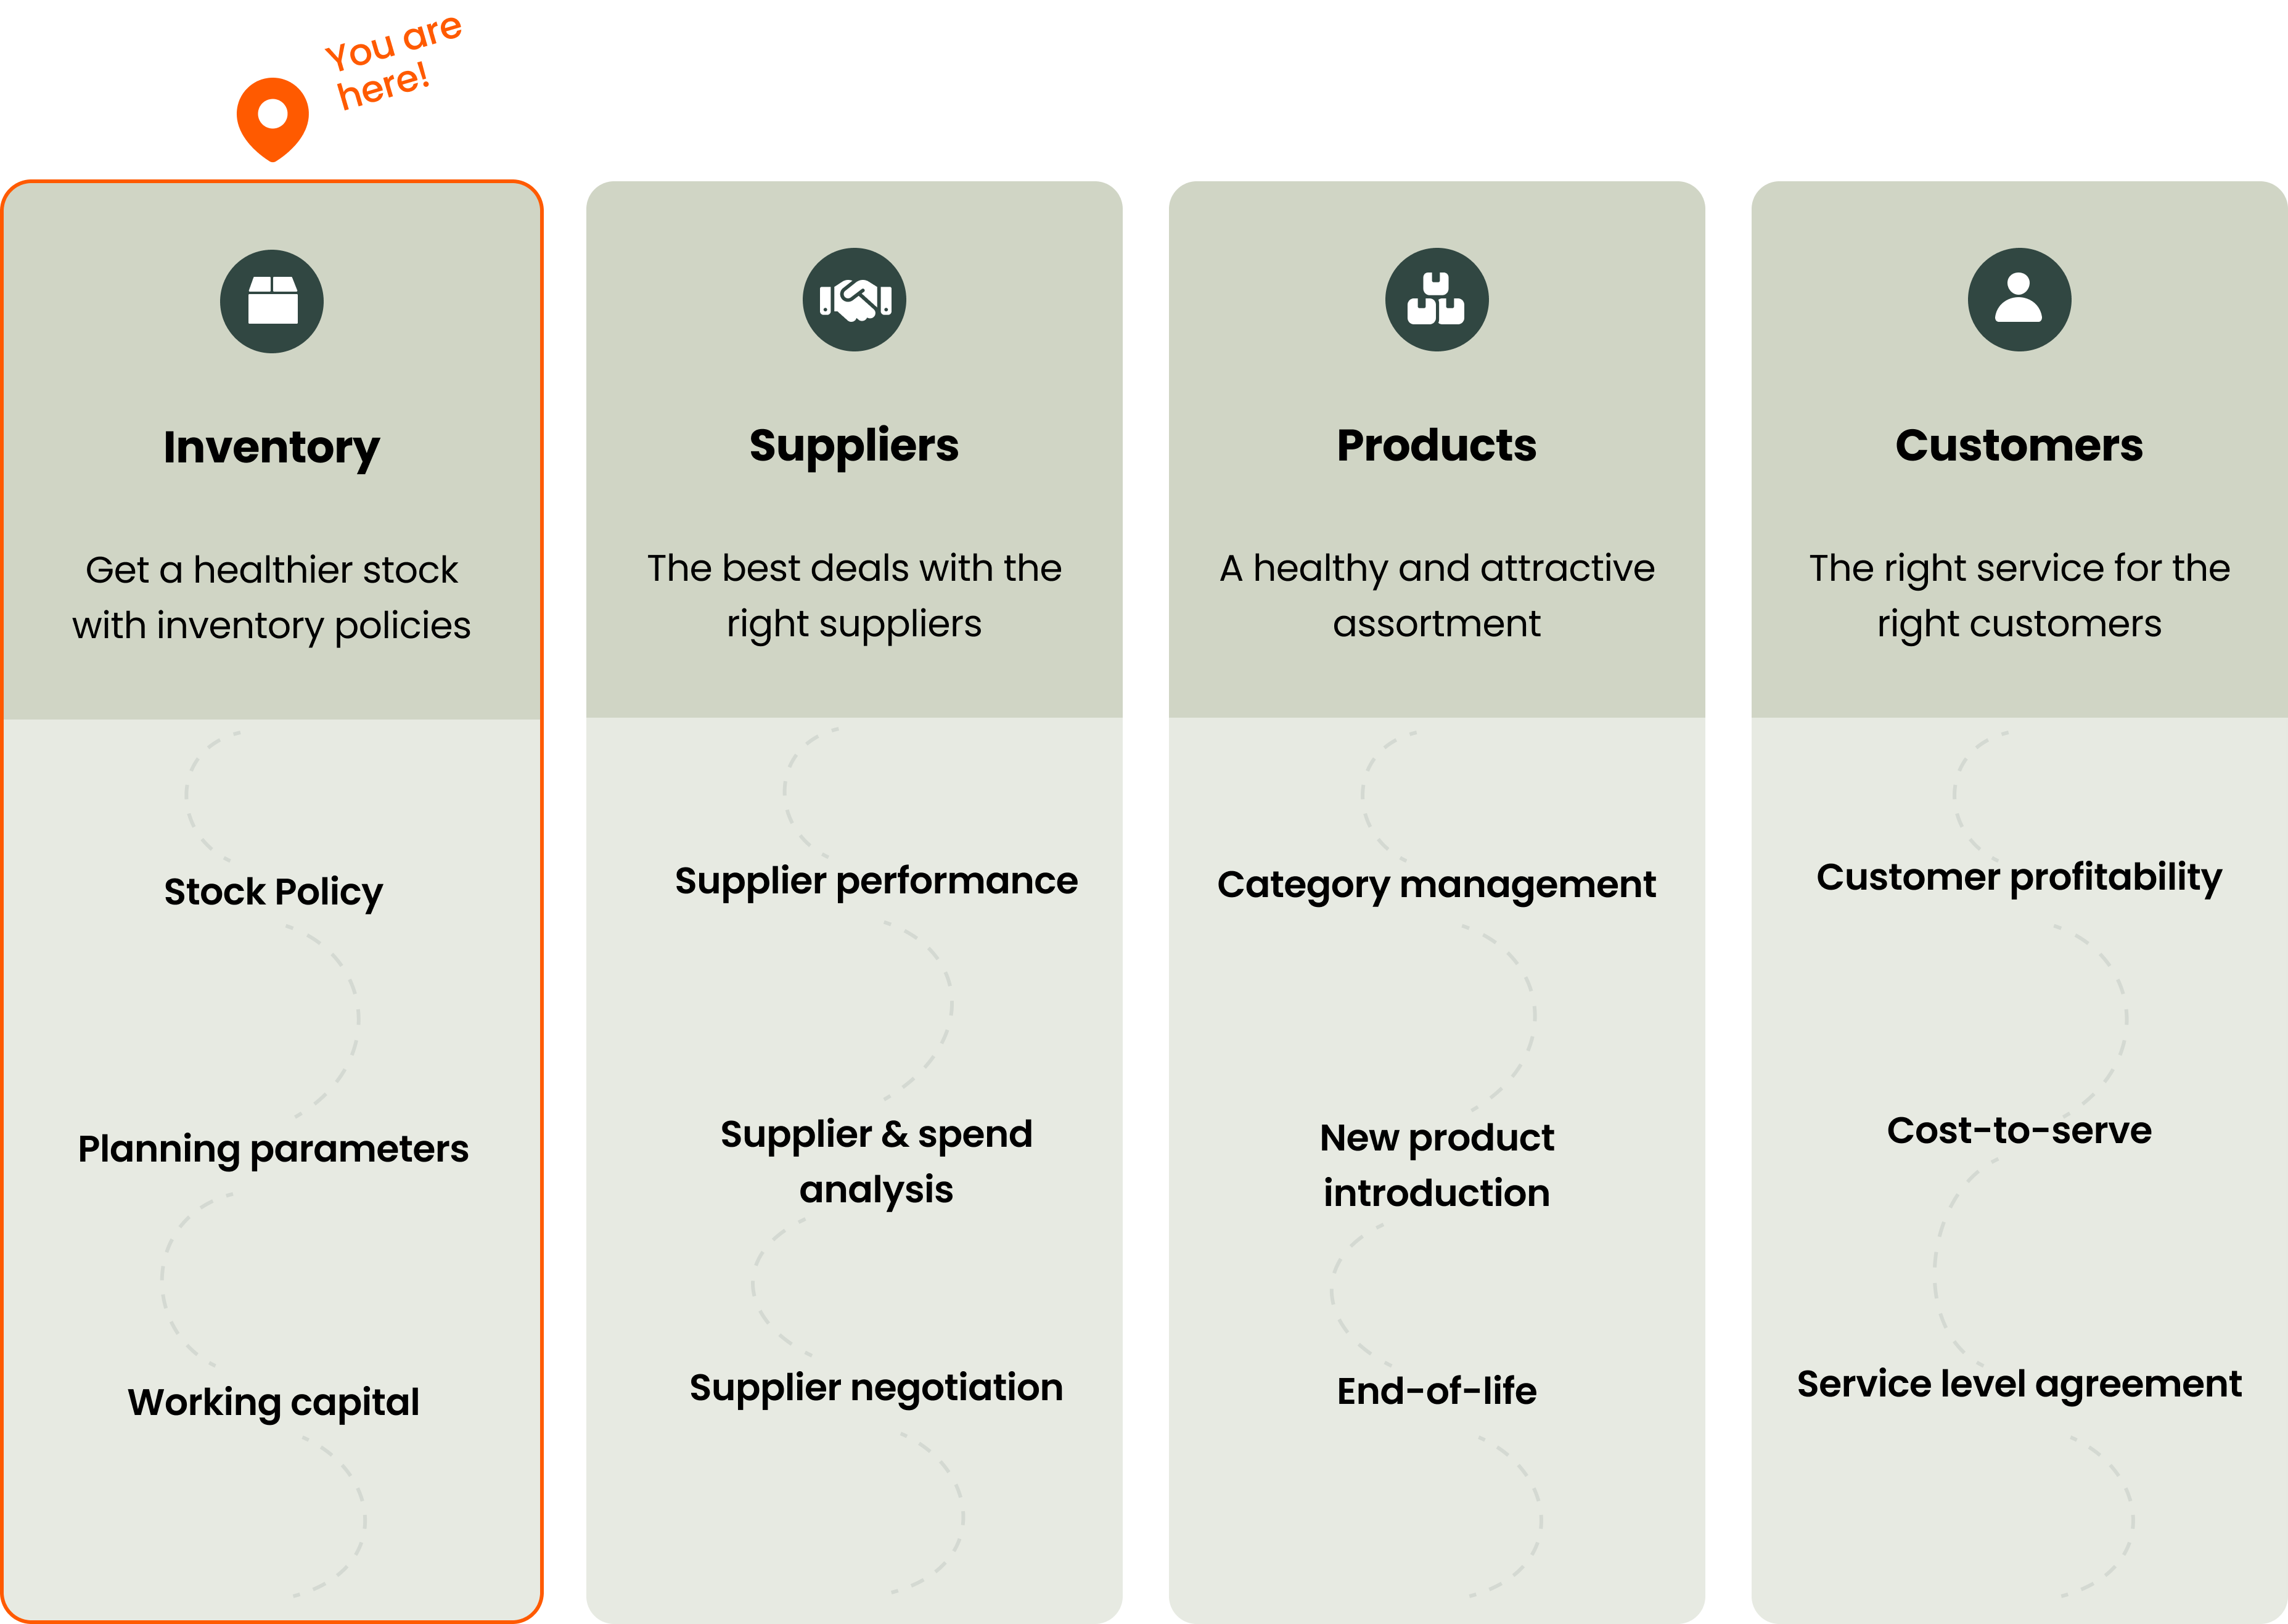 You are
here!
Inventory
Get a healthier stock
with inventory policies
Stock Policy
Planning parameters
Working capital
Suppliers
The best deals with the
right suppliers
Supplier performance
Supplier & spend
analysis
Supplier negotiation
Products
A healthy and attractive
assortment
Category management
New product
introduction
End-of-life
Customers
The right service for the
right customers
Customer profitability
Cost-to-serve
Service level agreement